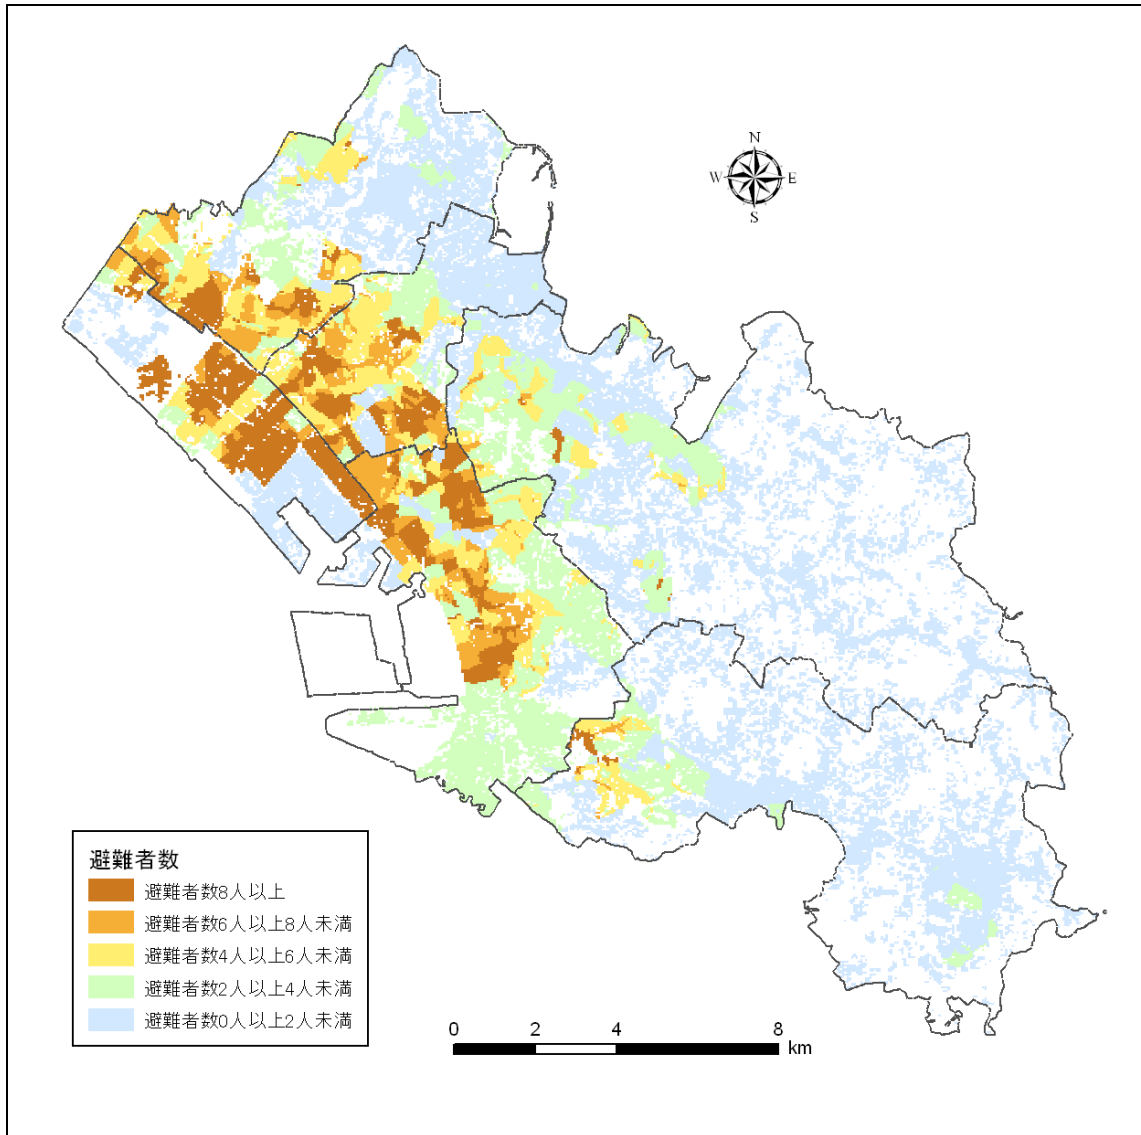 N
W E
S
避難者数
避難者数8人以上
避難者数6人以上8人未満
避難者数4人以上6人未満
避難者数2人以上4人未満
避難者数0人以上2人未満
0 2 4 8
km